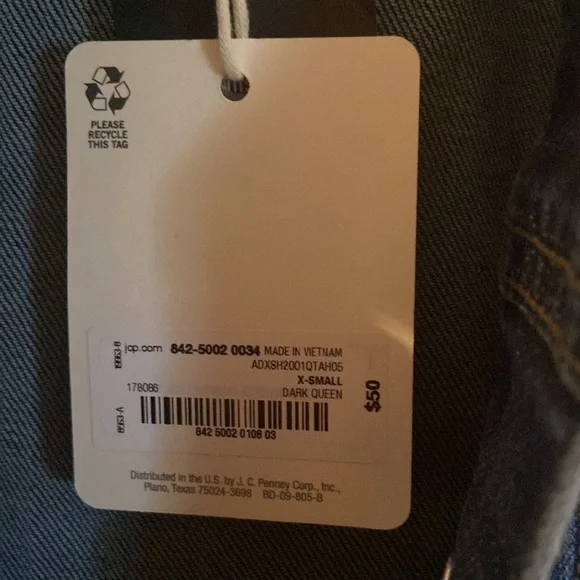 PLEASE
RECYCLE
THIS TAG
jcp.com 842-5002 0034 MADE IN VIETNAM
ADXSH2001QTAH05
X-SMALL
178086 DARK QUEEN
$50
8563-A
842 5002 0108 03
Distributed in the U.S. by J. C. Penney Corp., Inc.,
Plano, Texas 75024-3698 BD-09-805-B